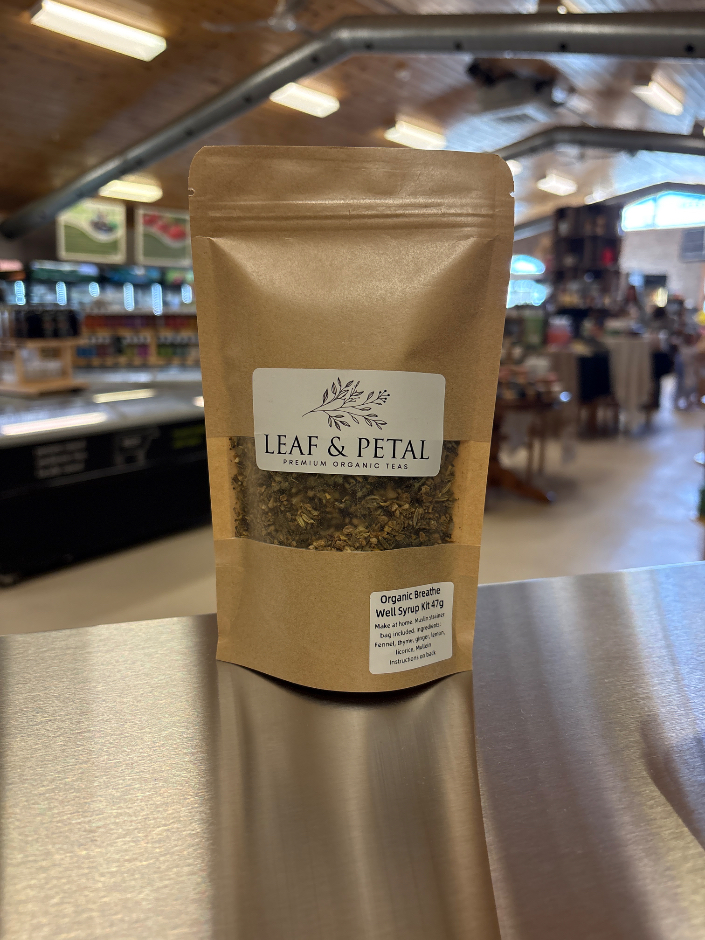 LEAF & PETAL
PREMIUM ORGANIC TEAS
Organic Breathe
Well Syrup Kit 47g
Make at home. Muslin strainer
bag included. Ingredients:
Fennel, thyme, ginger, lemon,
licorice, Mullein
Instructions on back